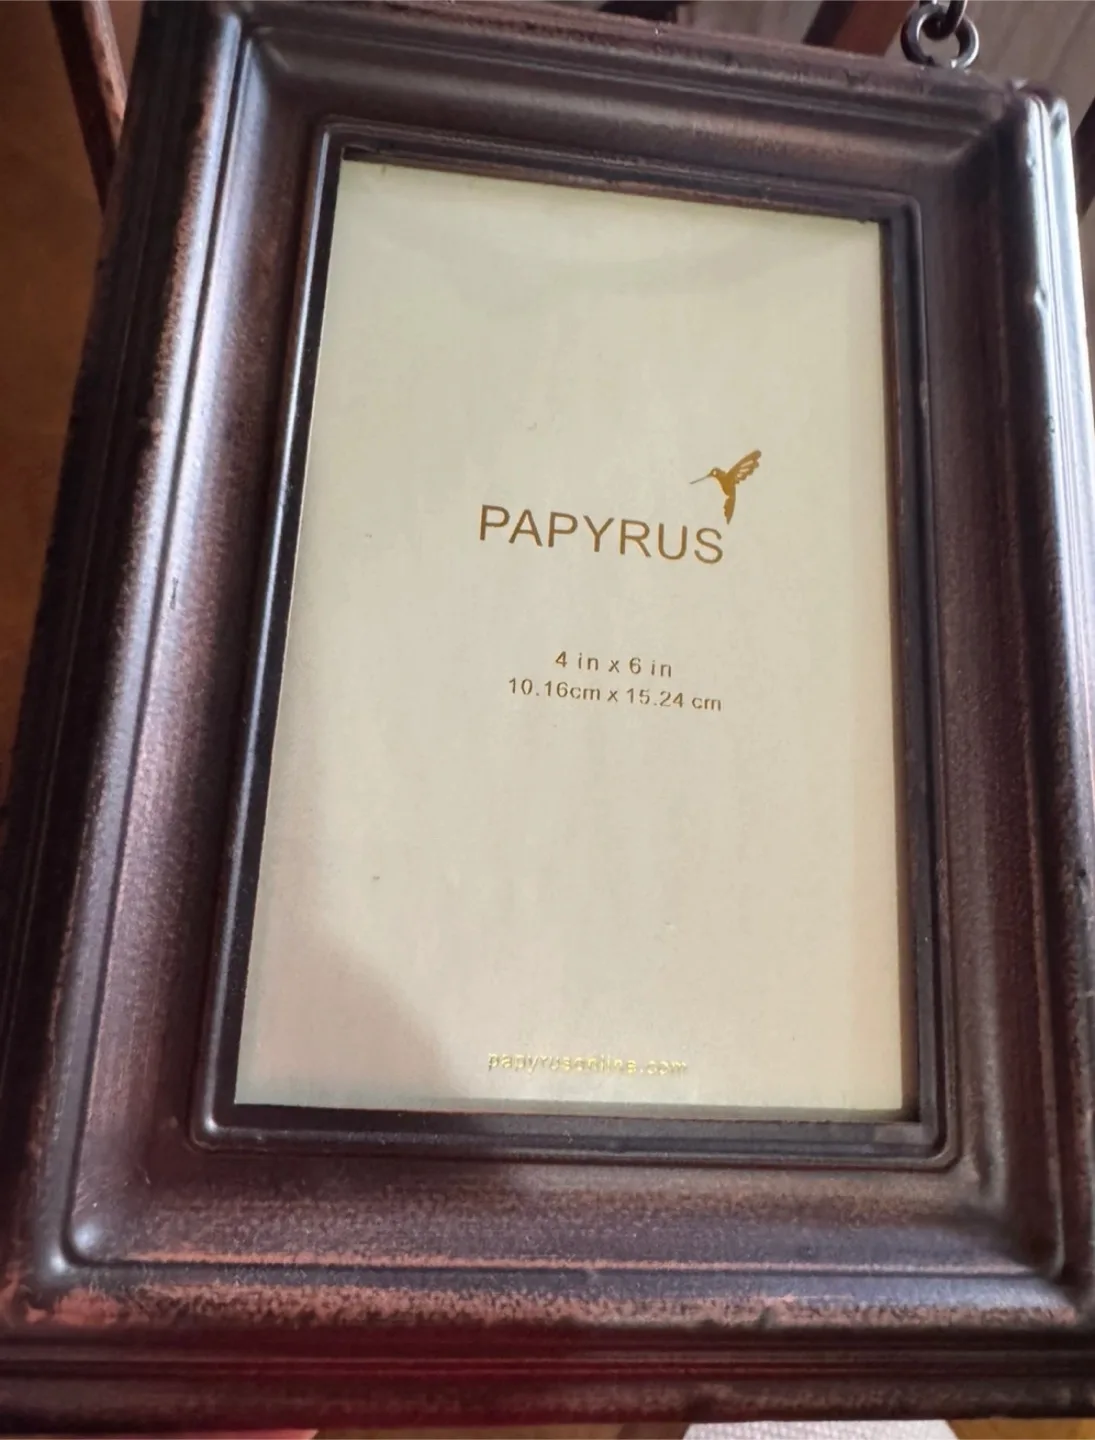 PAPYRUS
4 in x 6 in
10.16cm x 15.24 cm
papyrusonline.com